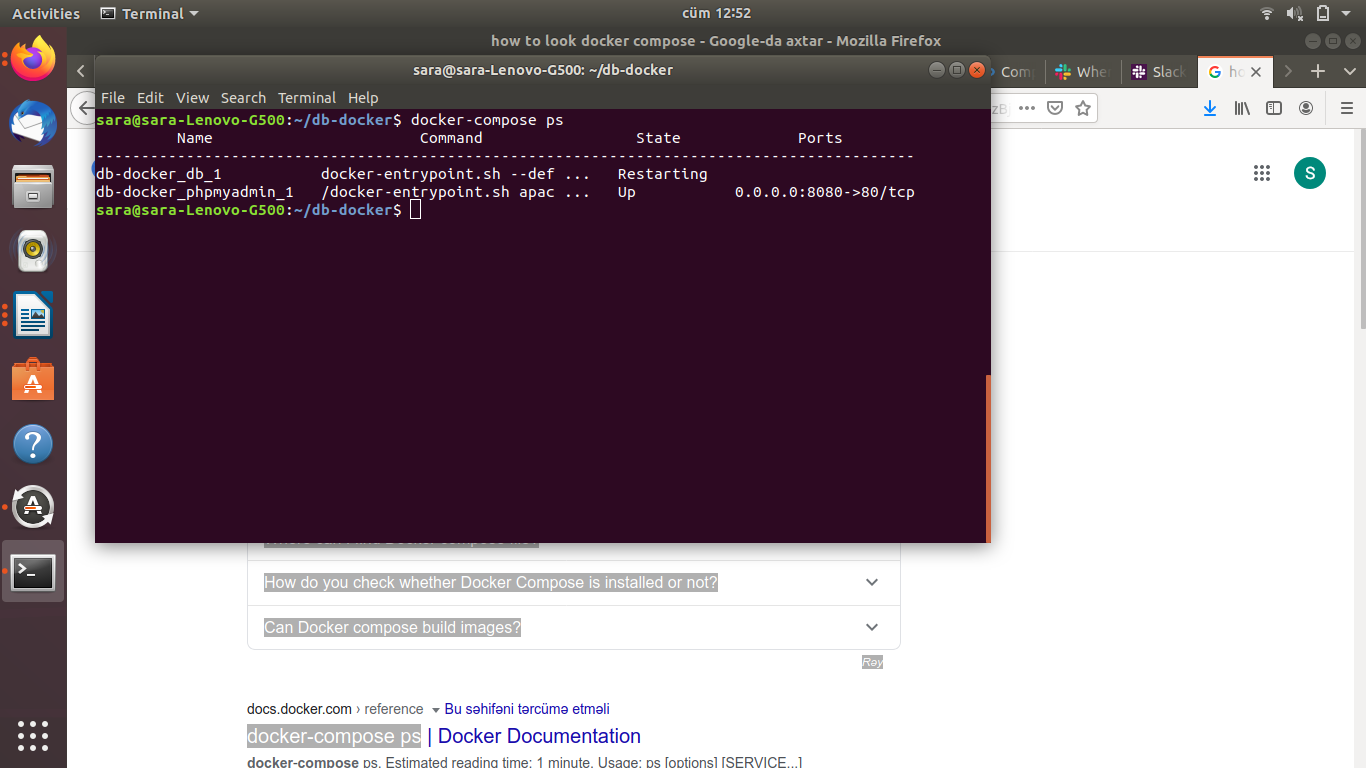 Activities Terminal cüm 12:52
how to look docker compose - Google-da axtar - Mozilla Firefox
sara@sara-Lenovo-G500: ~/db-docker
Com Wher Slack
File Edit View Search Terminal Help
sara@sara-Lenovo-G500:~/db-docker$ docker-compose ps
Name Command State Ports
-------------------------------------------------------------------------------------------
db-docker_db_1 docker-entrypoint.sh --def ... Restarting
db-docker_phpmyadmin_1 /docker-entrypoint.sh apac ... Up 0.0.0.0:8080->80/tcp
sara@sara-Lenovo-G500:~/db-docker$
S
How do you check whether Docker Compose is installed or not?
Can Docker compose build images?
Rəy
docs.docker.com › reference Bu səhifəni tərcümə etməli
docker-compose ps | Docker Documentation
docker-compose ps. Estimated reading time: 1 minute. Usage: ps [options] [SERVICE...]